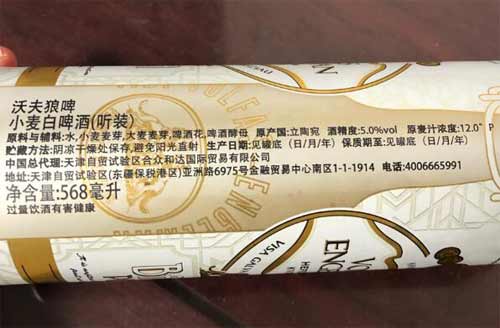 沃夫狼啤
小麦白啤酒(听装)
原料与辅料:水,小麦麦芽,大麦麦芽,啤酒花,啤酒酵母 原产国:立陶宛 酒精度:5.0%vol 原麦汁浓度:12.0°P
贮藏方法:阴凉干燥处保存,避免阳光直射 生产日期:见罐底 (日/月/年) 保质期至:见罐底 (日/月/年)
中国总代理:天津自贸试验区合众和达国际贸易有限公司
地址:天津自贸试验区(东疆保税港区)亚洲路6975号金融贸易中心南区1-1-1914 电话:4006665991
净含量:568毫升
过量饮酒有害健康